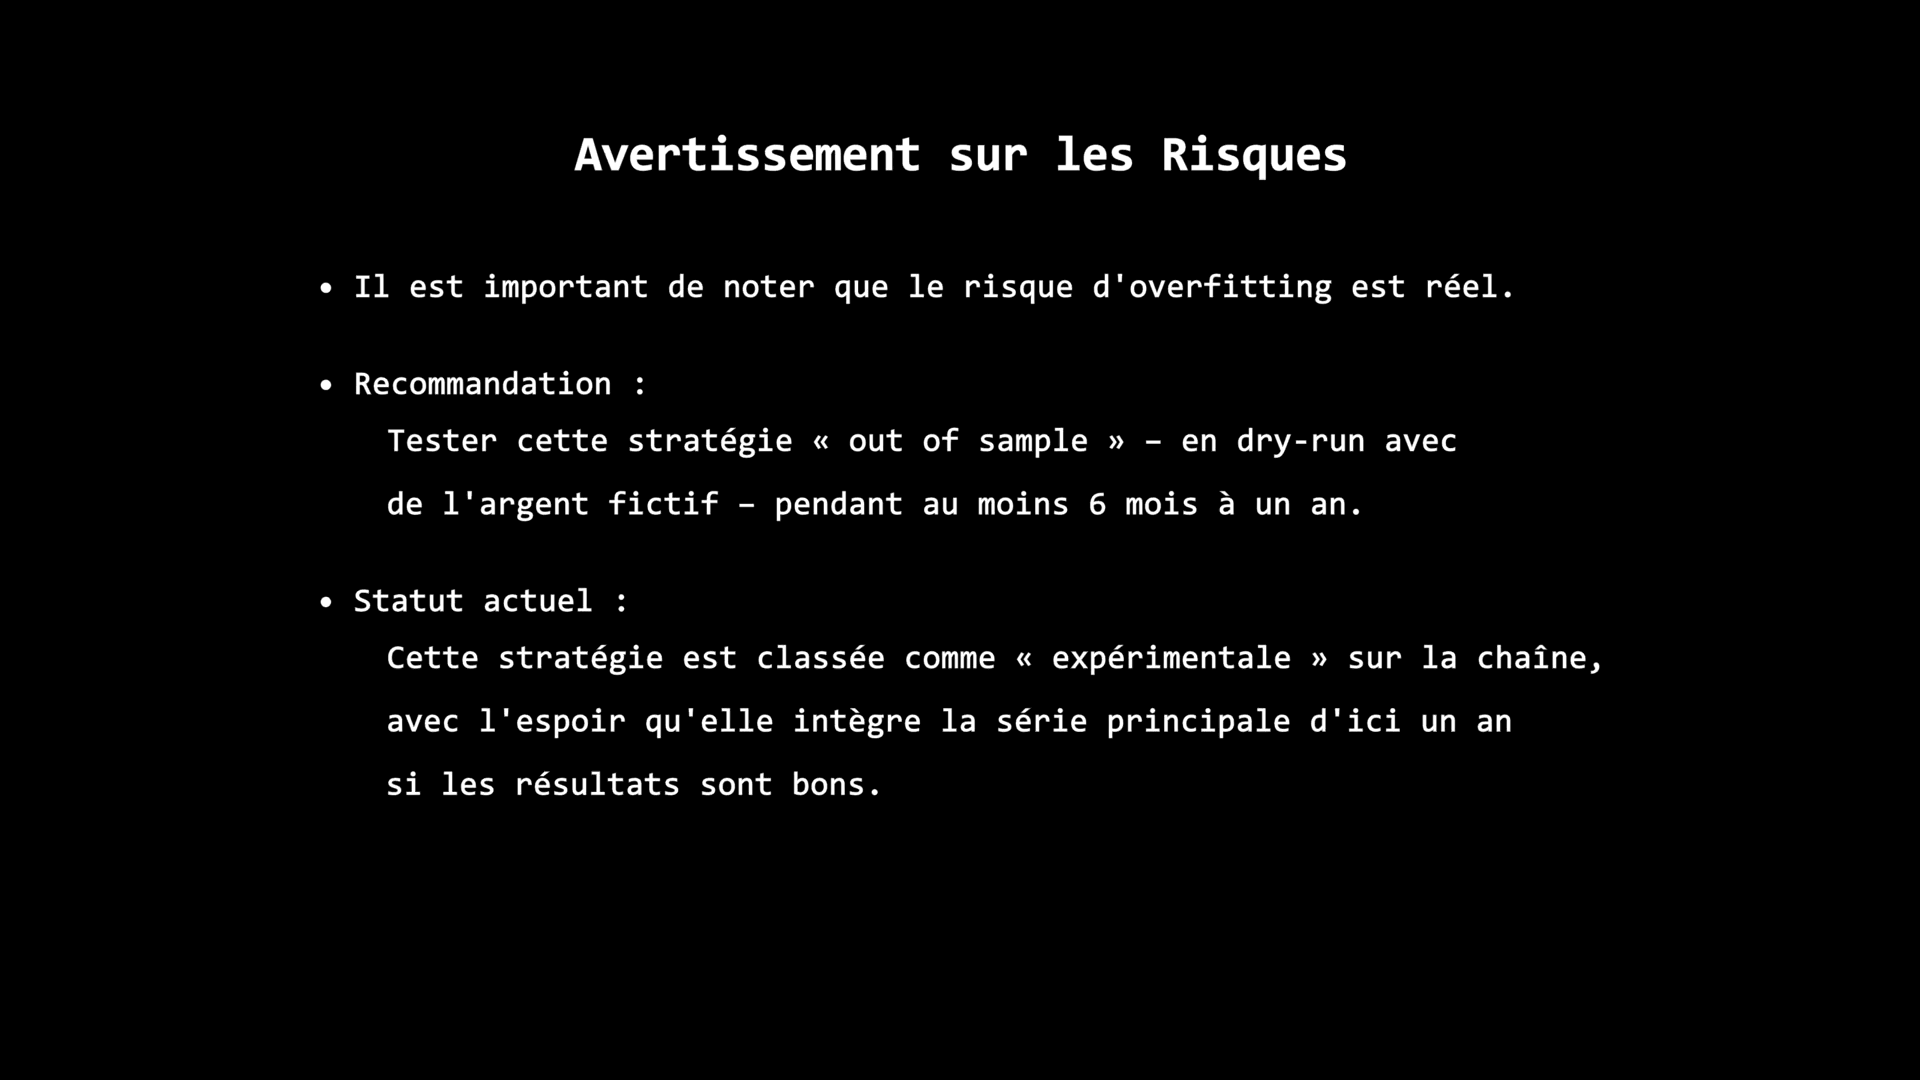 Avertissement sur les Risques
• Il est important de noter que le risque d'overfitting est réel.
• Recommandation :
Tester cette stratégie « out of sample » – en dry-run avec
de l'argent fictif – pendant au moins 6 mois à un an.
• Statut actuel :
Cette stratégie est classée comme « expérimentale » sur la chaîne,
avec l'espoir qu'elle intègre la série principale d'ici un an
si les résultats sont bons.